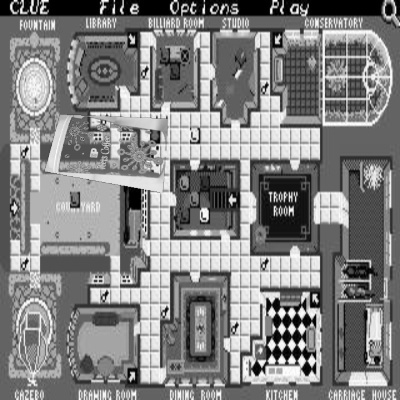 CLUE File Options Play
FOUNTAIN LIBRARY BILLIARD ROOM STUDIO CONSERVATORY
COURTYARD
TROPHY
ROOM
GAZEBO DRAWING ROOM DINING ROOM KITCHEN CARRIAGE HOUSE